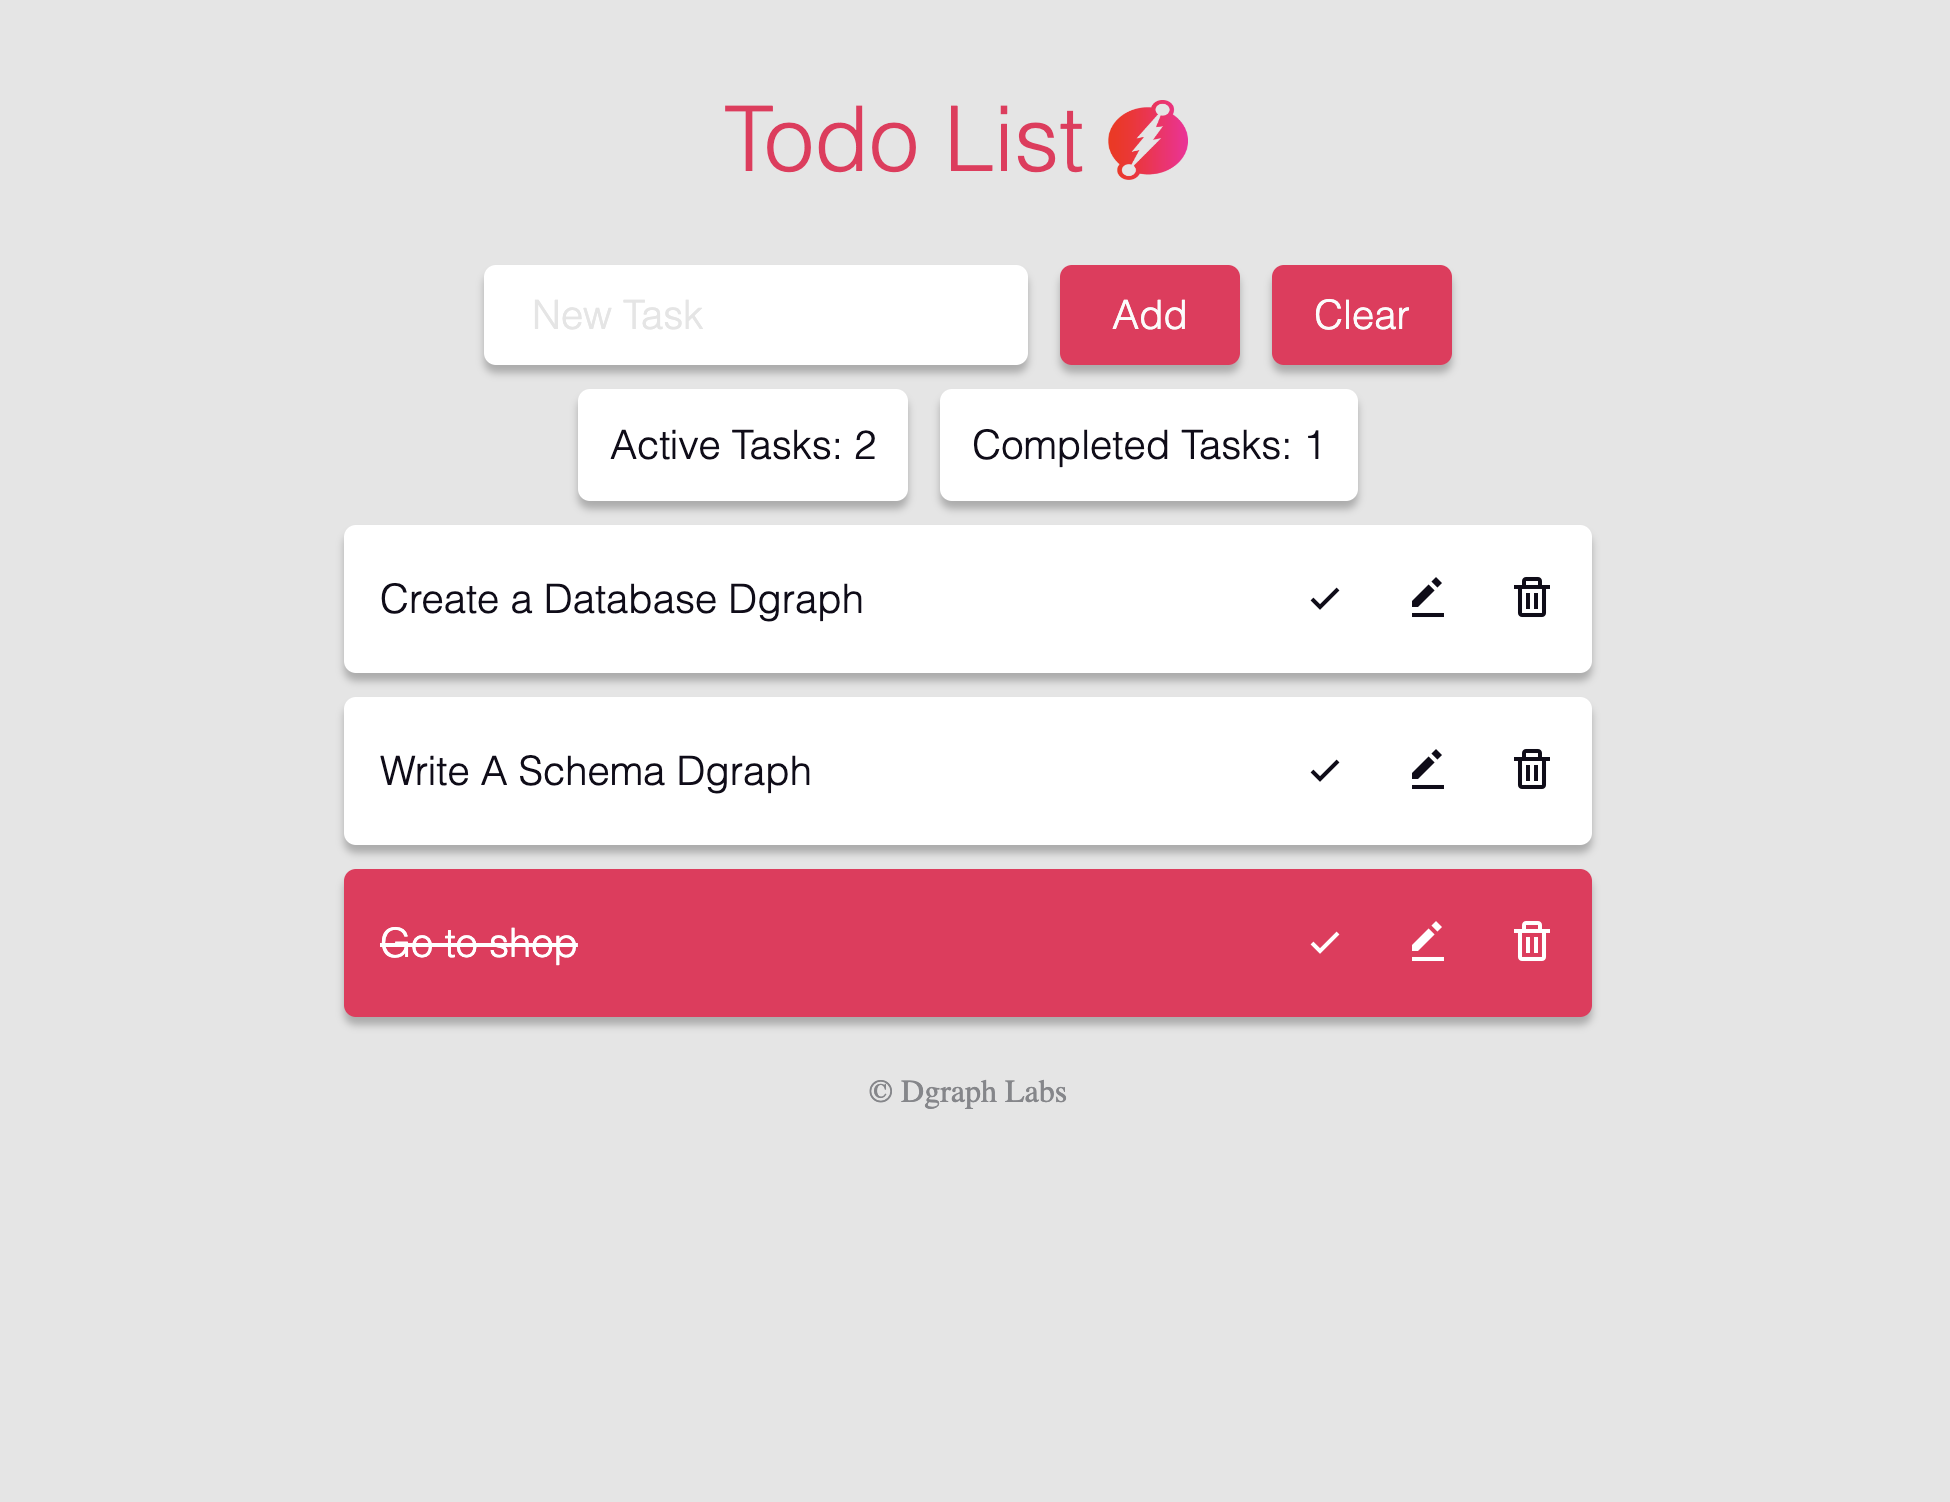 Todo List
New Task
Add
Clear
Active Tasks: 2
Completed Tasks: 1
Create a Database Dgraph
Write A Schema Dgraph
Go to shop
© Dgraph Labs